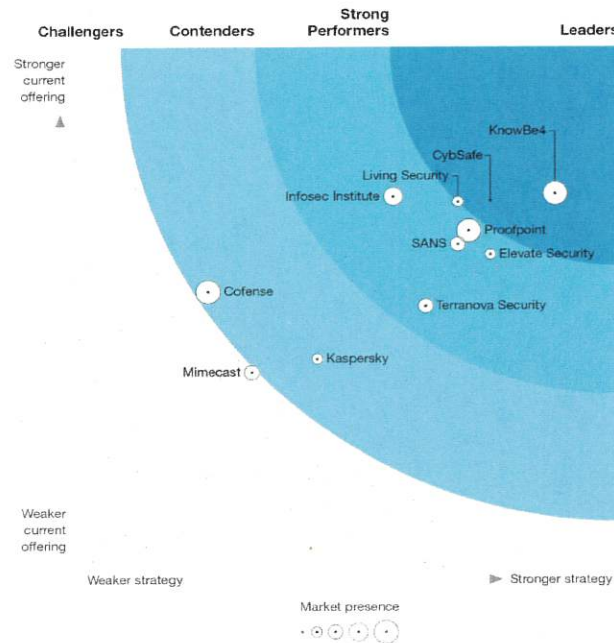 Challengers
Contenders
Strong
Performers
Leaders
Stronger
current
offering
KnowBe4
CybSafe
Living Security
Infosec Institute
Proofpoint
SANS
Elevate Security
Cofense
Terranova Security
Kaspersky
Mimecast
Weaker
current
offering
Weaker strategy
Stronger strategy
Market presence